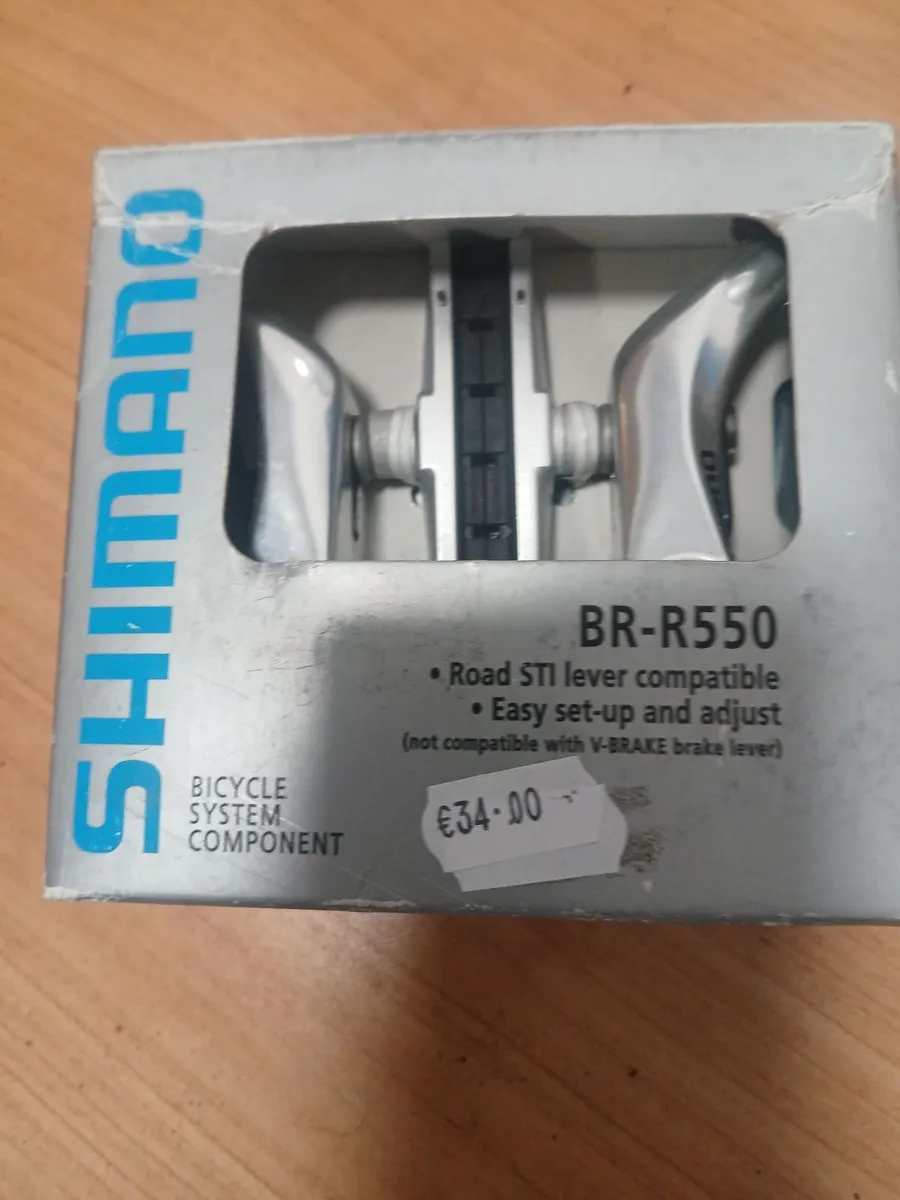 SHIMANO
BR-R550
• Road STI lever compatible
• Easy set-up and adjust
(not compatible with V-BRAKE brake lever)
BICYCLE
SYSTEM
COMPONENT
€34.00